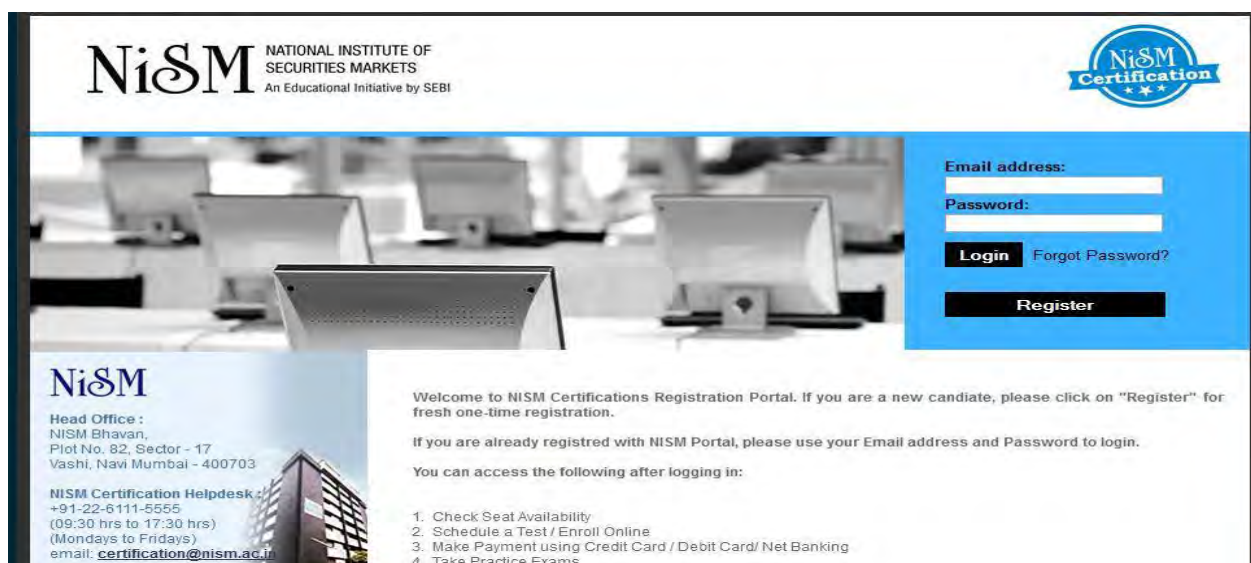 NiSM
NATIONAL INSTITUTE OF
SECURITIES MARKETS
An Educational Initiative by SEBI
NiSM
Certification
Email address:
Password:
Login Forgot Password?
Register
NiSM
Head Office :
NISM Bhavan,
Plot No. 82, Sector - 17
Vashi, Navi Mumbai - 400703
NISM Certification Helpdesk :
+91-22-6111-5555
(09:30 hrs to 17:30 hrs)
(Mondays to Fridays)
email: certification@nism.ac.in
Welcome to NISM Certifications Registration Portal. If you are a new candiate, please click on "Register" for
fresh one-time registration.
If you are already registred with NISM Portal, please use your Email address and Password to login.
You can access the following after logging in:
1. Check Seat Availability
2. Schedule a Test / Enroll Online
3. Make Payment using Credit Card / Debit Card/ Net Banking
4. Take Practice Exams